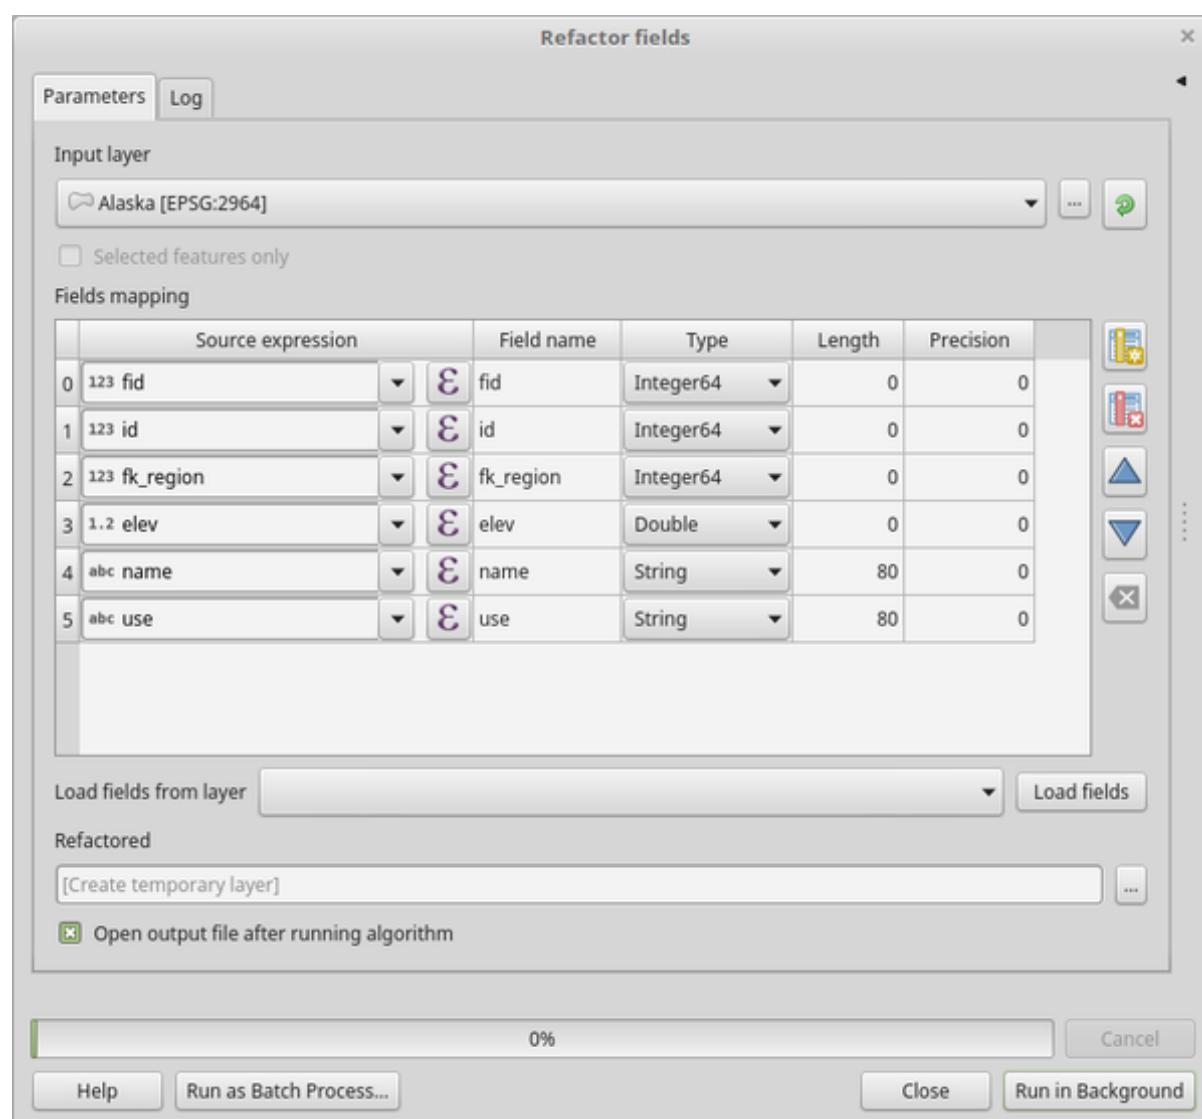 Refactor fields
Parameters Log
Input layer
Alaska [EPSG:2964] ...
Selected features only
Fields mapping
Source expression Field name Type Length Precision
0 123 fid ε fid Integer64 0 0
1 123 id ε id Integer64 0 0
2 123 fk_region ε fk_region Integer64 0 0
3 1.2 elev ε elev Double 0 0
4 abc name ε name String 80 0
5 abc use ε use String 80 0
Load fields from layer Load fields
Refactored
[Create temporary layer] ...
Open output file after running algorithm
0% Cancel
Help Run as Batch Process... Close Run in Background